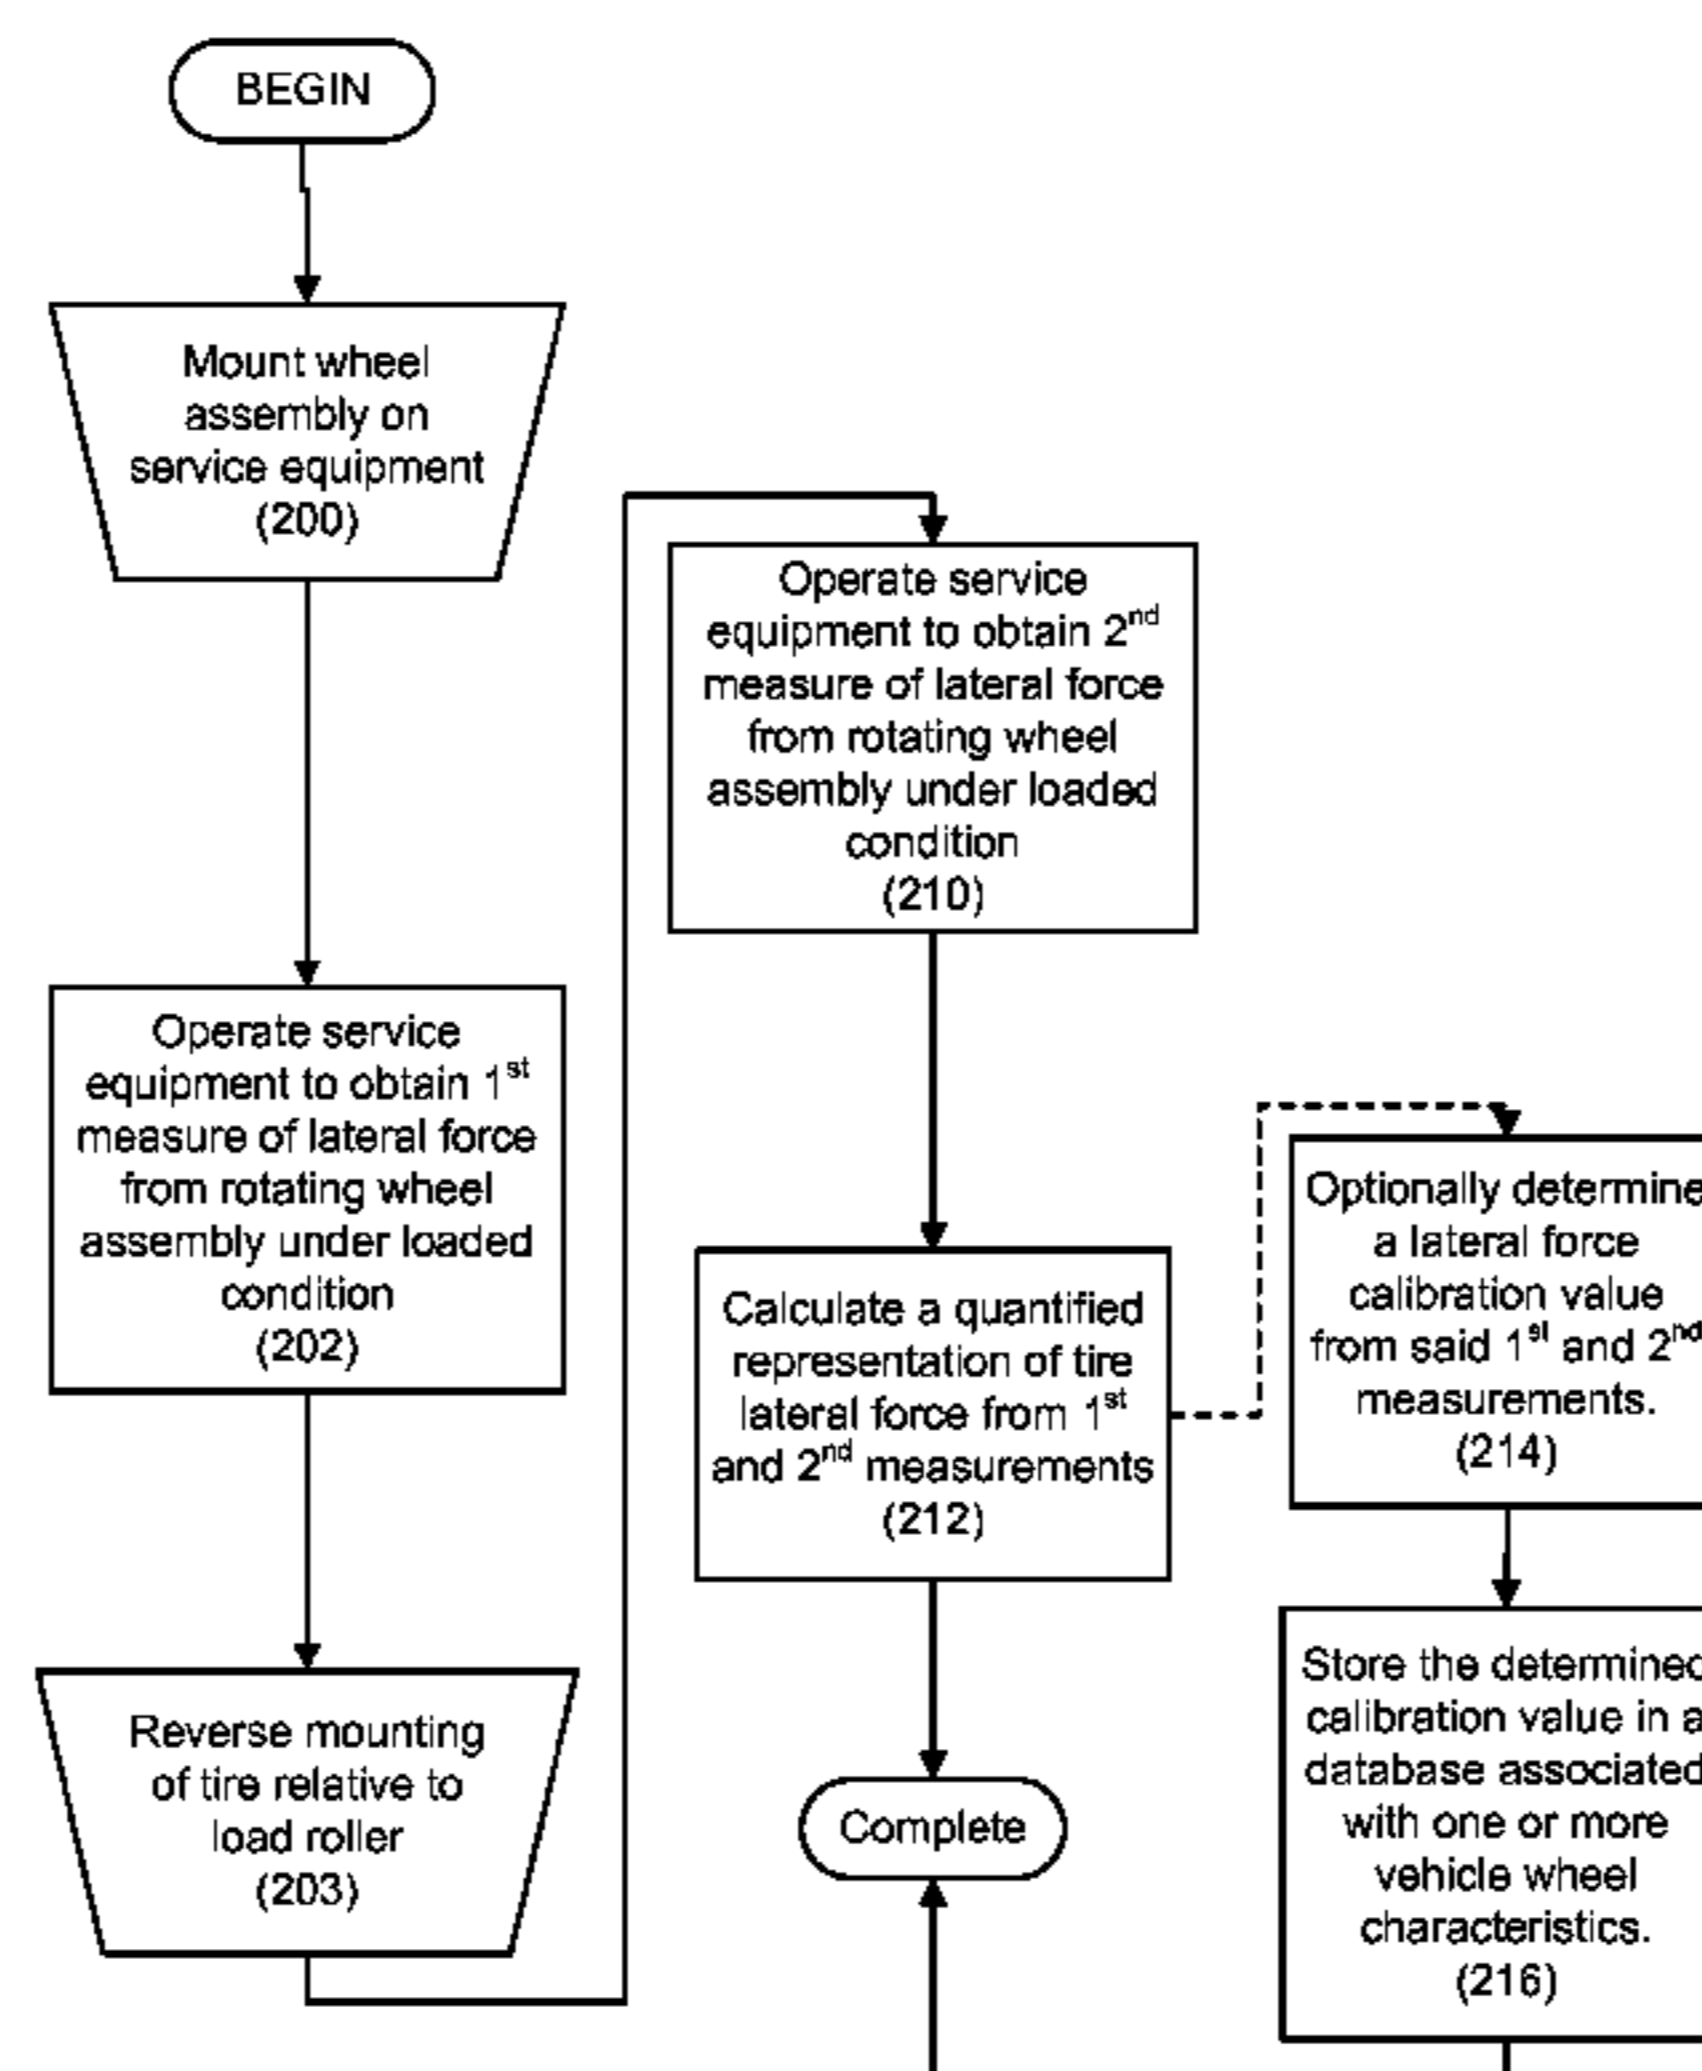 BEGIN
Mount wheel
assembly on
service equipment
(200)
Operate service
equipment to obtain 1st
measure of lateral force
from rotating wheel
assembly under loaded
condition
(202)
Reverse mounting
of tire relative to
load roller
(203)
Operate service
equipment to obtain 2nd
measure of lateral force
from rotating wheel
assembly under loaded
condition
(210)
Calculate a quantified
representation of tire
lateral force from 1st
and 2nd measurements
(212)
Complete
Optionally determine
a lateral force
calibration value
from said 1st and 2nd
measurements.
(214)
Store the determined
calibration value in a
database associated
with one or more
vehicle wheel
characteristics.
(216)